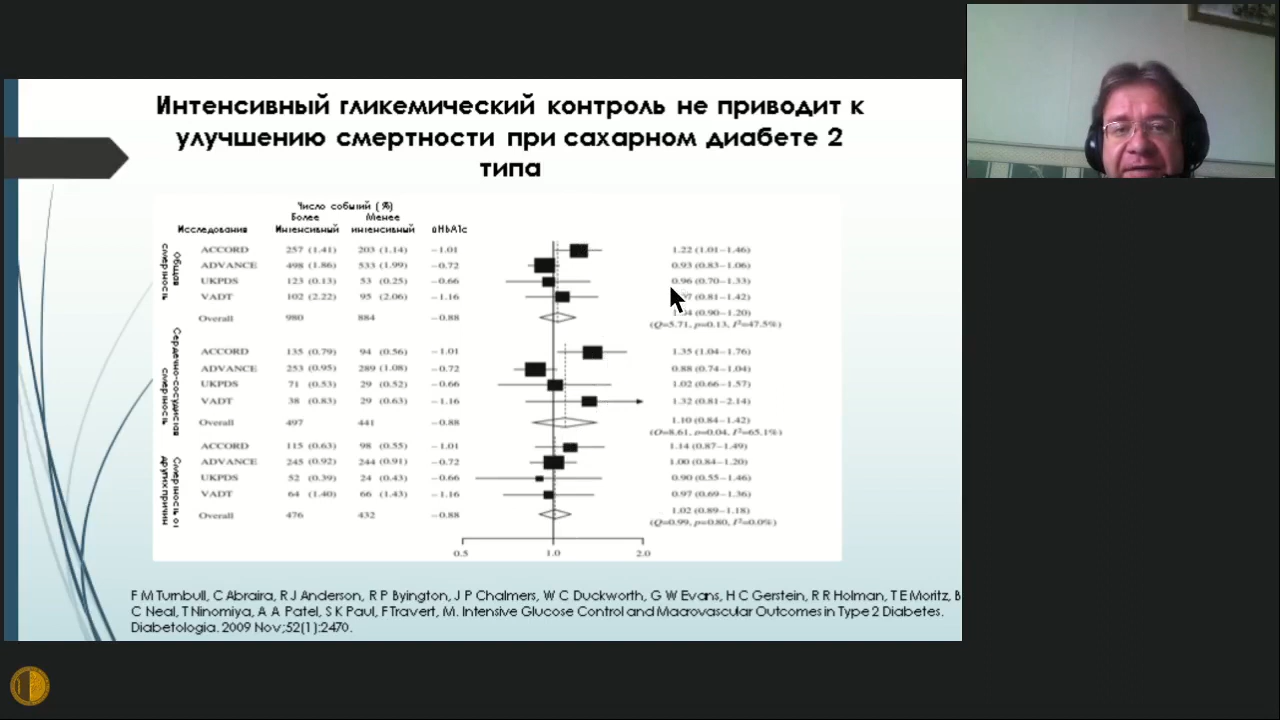 Интенсивный гликемический контроль не приводит к
улучшению смертности при сахарном диабете 2
типа
Число событий (%)
Исследования Более Интенсивный Менее интенсивный ΔHbA1c
Общая смертность
ACCORD 257 (1.41) 203 (1.14) −1.01 1.22 (1.01−1.46)
ADVANCE 498 (1.86) 533 (1.99) −0.72 0.93 (0.83−1.06)
UKPDS 123 (0.13) 53 (0.25) −0.66 0.96 (0.70−1.33)
VADT 102 (2.22) 95 (2.06) −1.16 7 (0.81−1.42)
Overall 980 884 −0.88 04 (0.90−1.20)
(Q=5.71, p=0.13, I²=47.5%)
Сердечно-сосудистая смертность
ACCORD 135 (0.79) 94 (0.56) −1.01 1.35 (1.04−1.76)
ADVANCE 253 (0.95) 289 (1.08) −0.72 0.88 (0.74−1.04)
UKPDS 71 (0.53) 29 (0.52) −0.66 1.02 (0.66−1.57)
VADT 38 (0.83) 29 (0.63) −1.16 1.32 (0.81−2.14)
Overall 497 441 −0.88 1.10 (0.84−1.42)
(Q=8.61, p=0.04, I²=65.1%)
Смертность от других причин
ACCORD 115 (0.63) 98 (0.55) −1.01 1.14 (0.87−1.49)
ADVANCE 245 (0.92) 244 (0.91) −0.72 1.00 (0.84−1.20)
UKPDS 52 (0.39) 24 (0.43) −0.66 0.90 (0.55−1.46)
VADT 64 (1.40) 66 (1.43) −1.16 0.97 (0.69−1.36)
Overall 476 432 −0.88 1.02 (0.89−1.18)
(Q=0.99, p=0.80, I²=0.0%)
0.5 1.0 2.0
F M Turnbull, C Abraira, R J Anderson, R P Byington, J P Chalmers, W C Duckworth, G W Evans, H C Gerstein, R R Holman, T E Moritz, B
C Neal, T Ninomiya, A A Patel, S K Paul, F Travert, M. Intensive Glucose Control and Macrovascular Outcomes in Type 2 Diabetes.
Diabetologia. 2009 Nov;52(1):2470.